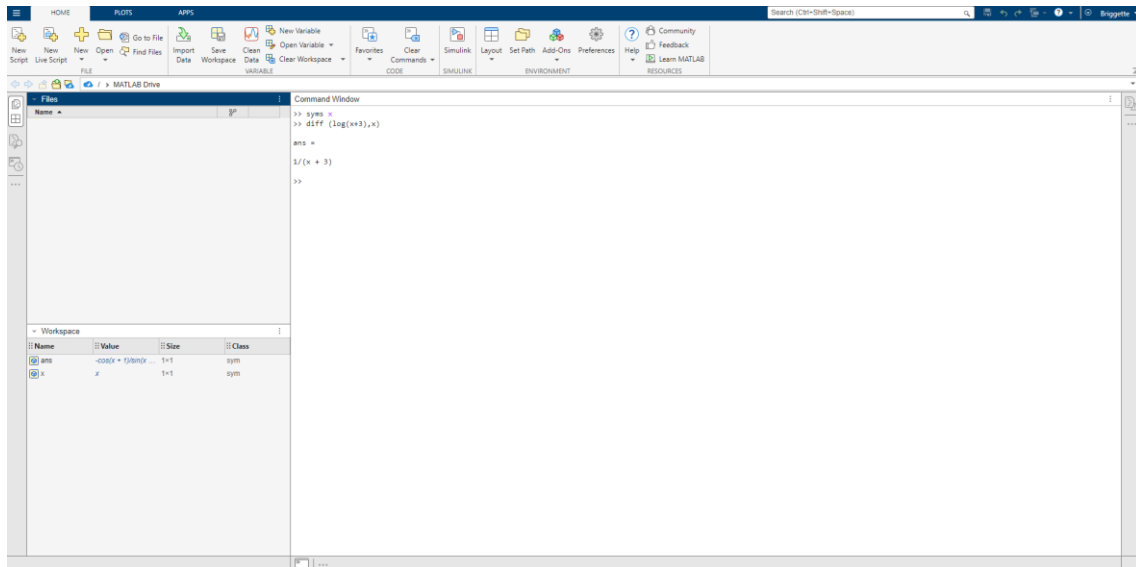 HOME PLOTS APPS Search (Ctrl+Shift+Space) Briggette
New Script
New Live Script
New
Open
Go to File
Find Files
Import Data
Save Workspace
Clean Data
New Variable
Open Variable
Clear Workspace
Favorites
Clear Commands
Simulink
Layout
Set Path
Add-Ons
Preferences
Help
Community
Feedback
Learn MATLAB
FILE VARIABLE CODE SIMULINK ENVIRONMENT RESOURCES
/ > MATLAB Drive
Files
Name
Command Window
>> syms x
>> diff (log(x+3),x)
ans =
1/(x + 3)
>>
Workspace
Name Value Size Class
ans -cos(x + 1)/sin(x ... 1×1 sym
x x 1×1 sym